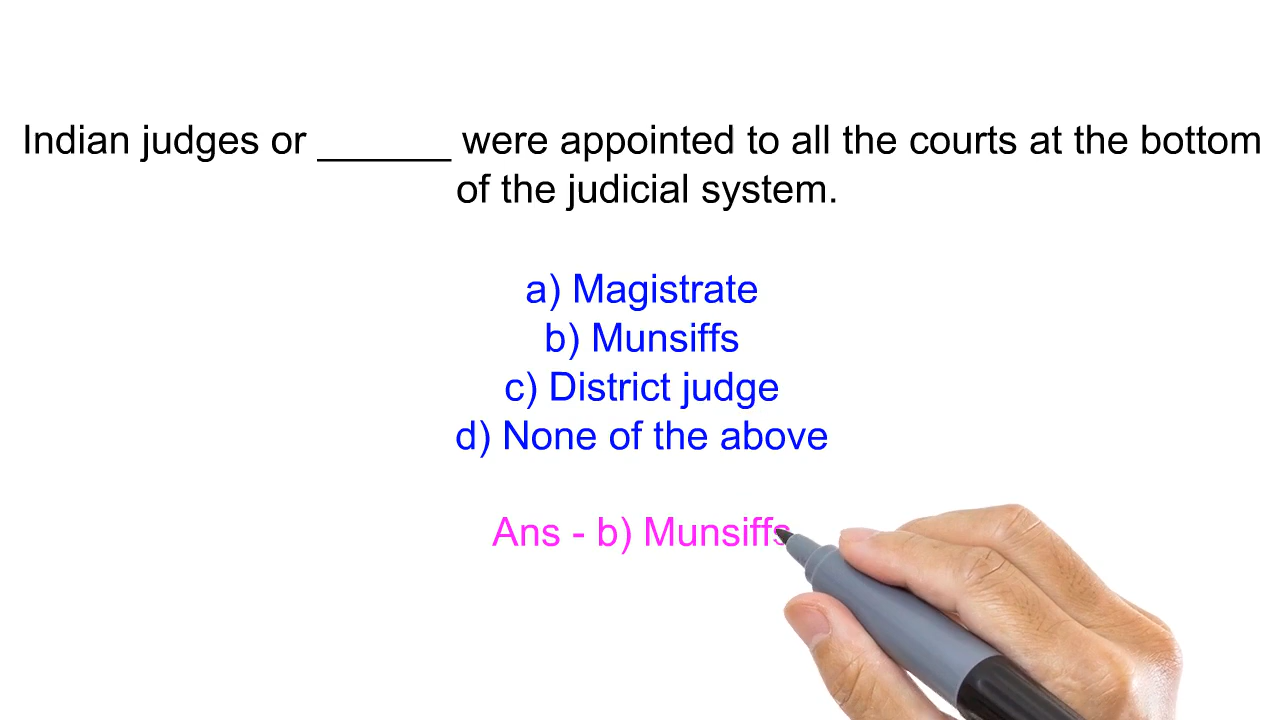 Indian judges or ______ were appointed to all the courts at the bottom
of the judicial system.
a) Magistrate
b) Munsiffs
c) District judge
d) None of the above
Ans - b) Munsiffs